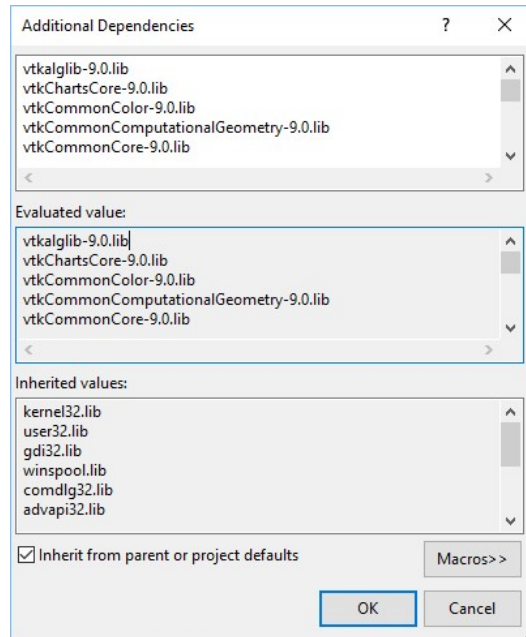 Additional Dependencies
?
vtkalglib-9.0.lib
vtkChartsCore-9.0.lib
vtkCommonColor-9.0.lib
vtkCommonComputationalGeometry-9.0.lib
vtkCommonCore-9.0.lib
Evaluated value:
vtkalglib-9.0.lib
vtkChartsCore-9.0.lib
vtkCommonColor-9.0.lib
vtkCommonComputationalGeometry-9.0.lib
vtkCommonCore-9.0.lib
Inherited values:
kernel32.lib
user32.lib
gdi32.lib
winspool.lib
comdlg32.lib
advapi32.lib
Inherit from parent or project defaults
Macros>>
OK Cancel